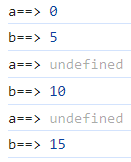 a==> 0
b==> 5
a==> undefined
b==> 10
a==> undefined
b==> 15